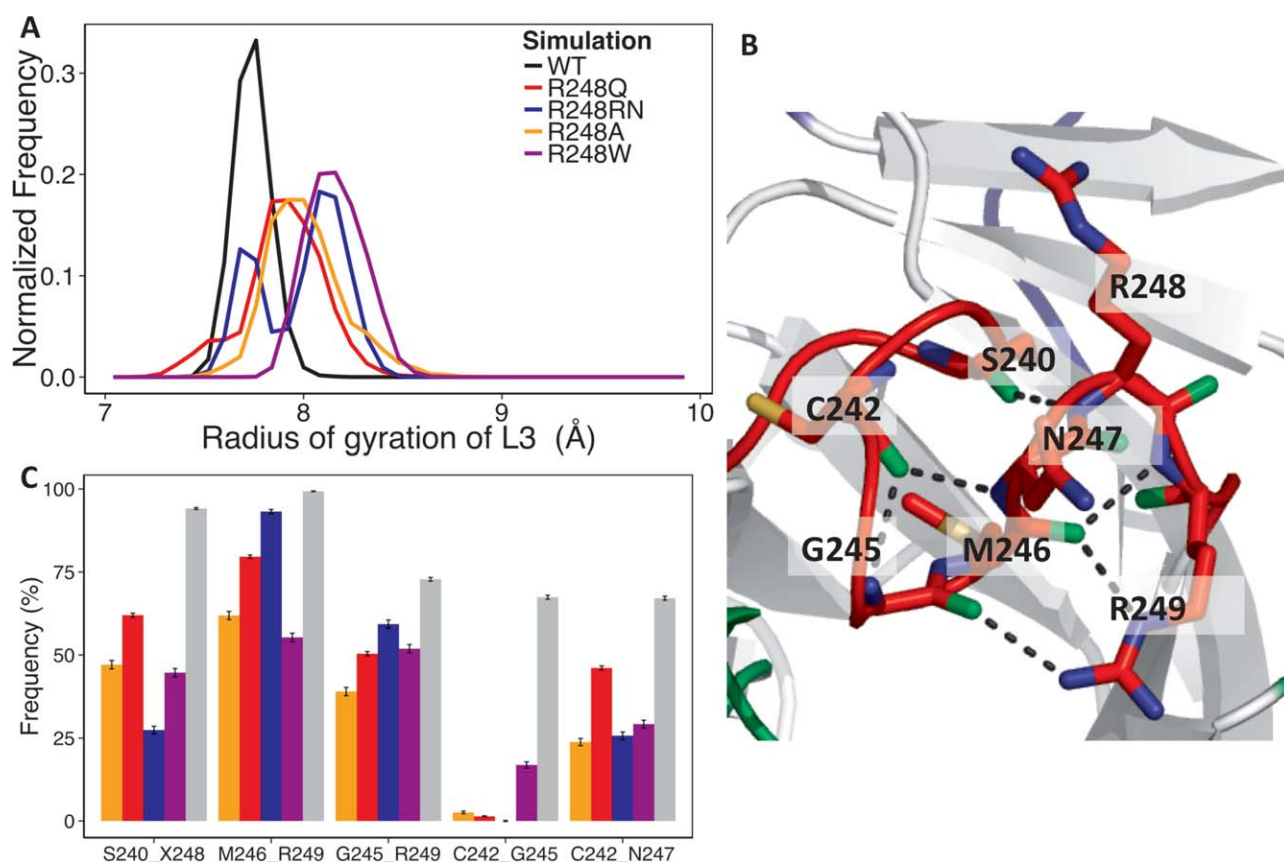 A
Simulation
WT
R248Q
R248RN
R248A
R248W
Normalized Frequency
0.3
0.2
0.1
0.0
7 8 9 10
Radius of gyration of L3 (Å)
B
R248
S240
C242
N247
G245
M246
R249
C
Frequency (%)
100
75
50
25
0
S240_X248 M246_R249 G245_R249 C242_G245 C242_N247